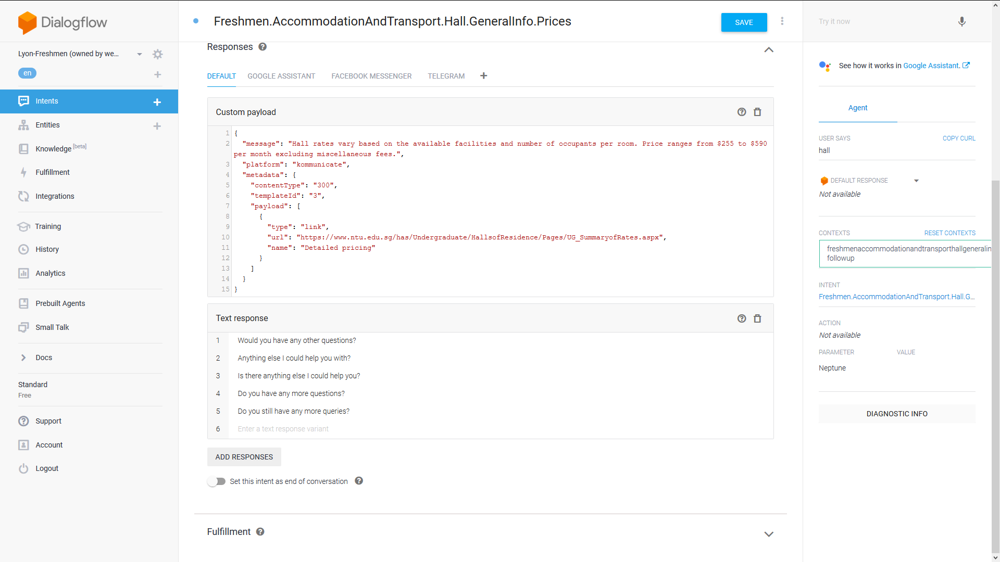 Dialogflow
Lyon-Freshmen (owned by we...
en
Intents
Entities
Knowledge [beta]
Fulfillment
Integrations
Training
History
Analytics
Prebuilt Agents
Small Talk
Docs
Standard
Free
Support
Account
Logout
Freshmen.AccommodationAndTransport.Hall.GeneralInfo.Prices
SAVE
Responses
DEFAULT GOOGLE ASSISTANT FACEBOOK MESSENGER TELEGRAM +
Custom payload
1 {
2 "message": "Hall rates vary based on the available facilities and number of occupants per room. Price ranges from $255 to $590
per month excluding miscellaneous fees.",
3 "platform": "kommunicate",
4 "metadata": {
5 "contentType": "300",
6 "templateId": "3",
7 "payload": [
8 {
9 "type": "link",
10 "url": "https://www.ntu.edu.sg/has/Undergraduate/HallsofResidence/Pages/UG_SummaryofRates.aspx",
11 "name": "Detailed pricing"
12 }
13 ]
14 }
15 }
Text response
1 Would you have any other questions?
2 Anything else I could help you with?
3 Is there anything else I could help you?
4 Do you have any more questions?
5 Do you still have any more queries?
6 Enter a text response variant
ADD RESPONSES
Set this intent as end of conversation
Fulfillment
Try it now
See how it works in Google Assistant.
Agent
USER SAYS COPY CURL
hall
DEFAULT RESPONSE
Not available
CONTEXTS RESET CONTEXTS
freshmenaccommodationandtransporthallgeneralin
followup
INTENT
Freshmen.AccommodationAndTransport.Hall.G...
ACTION
Not available
PARAMETER VALUE
Neptune
DIAGNOSTIC INFO